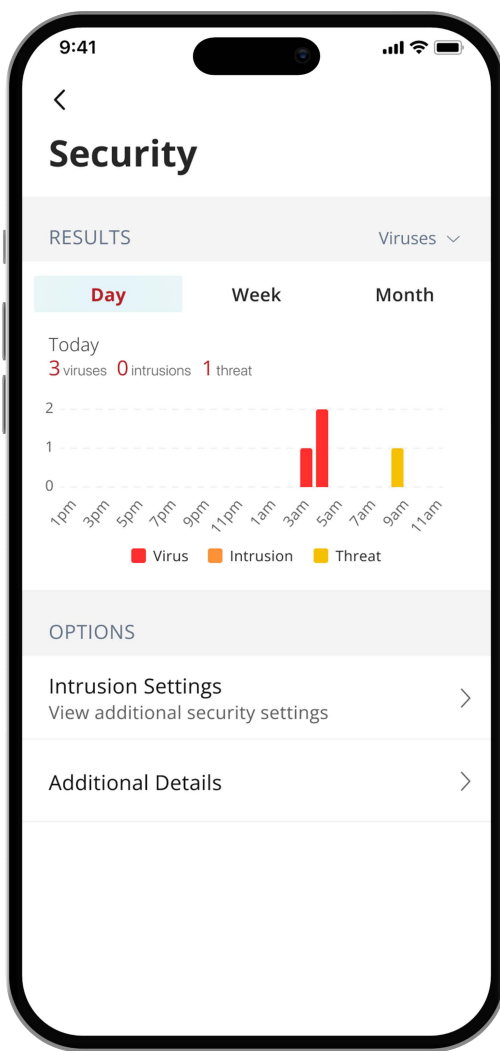 9:41
Security
RESULTS
Viruses
Day Week Month
Today
3 viruses 0 intrusions 1 threat
2
1
0
1pm 3pm 5pm 7pm 9pm 11pm 1am 3am 5am 7am 9am 11am
Virus Intrusion Threat
OPTIONS
Intrusion Settings
View additional security settings
Additional Details